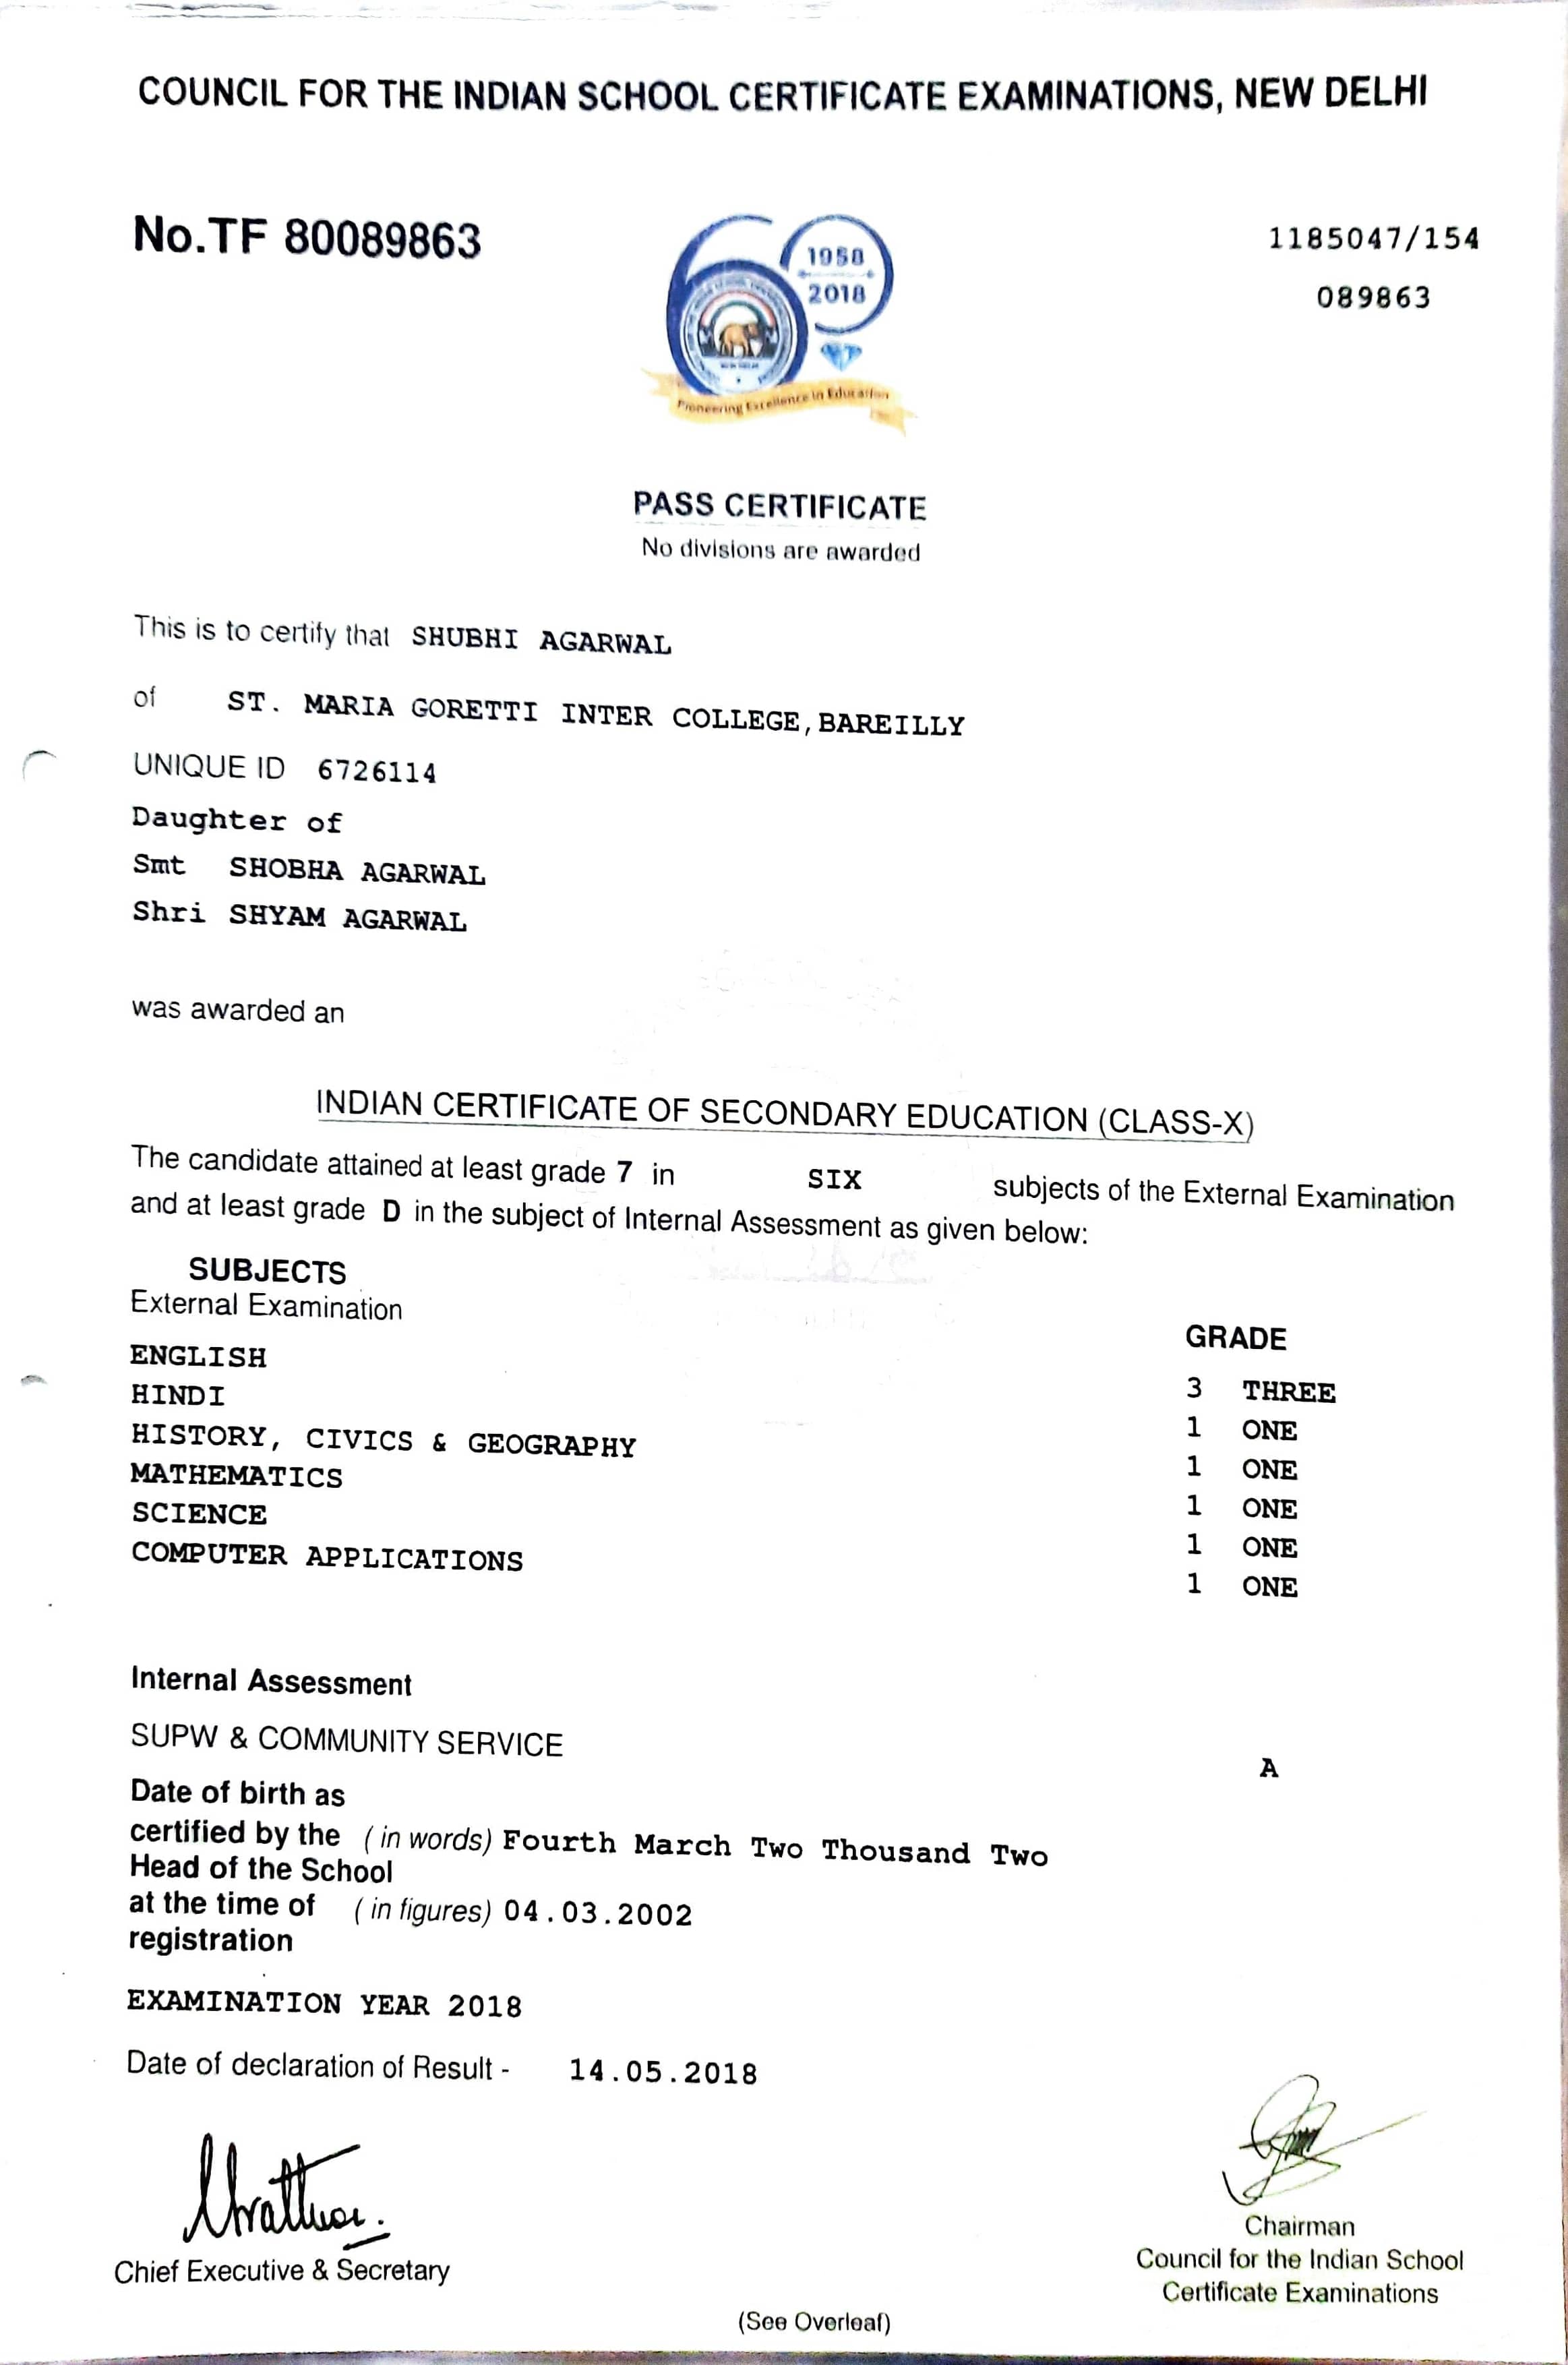 COUNCIL FOR THE INDIAN SCHOOL CERTIFICATE EXAMINATIONS, NEW DELHI
No.TF 80089863
1185047/154
089863
1958
2018
NEW DELHI
Pioneering Excellence in Education
PASS CERTIFICATE
No divisions are awarded
This is to certify that SHUBHI AGARWAL
of ST. MARIA GORETTI INTER COLLEGE,BAREILLY
UNIQUE ID 6726114
Daughter of
Smt SHOBHA AGARWAL
Shri SHYAM AGARWAL
was awarded an
INDIAN CERTIFICATE OF SECONDARY EDUCATION (CLASS-X)
The candidate attained at least grade 7 in SIX subjects of the External Examination
and at least grade D in the subject of Internal Assessment as given below:
SUBJECTS
External Examination
GRADE
ENGLISH 3 THREE
HINDI 1 ONE
HISTORY, CIVICS & GEOGRAPHY 1 ONE
MATHEMATICS 1 ONE
SCIENCE 1 ONE
COMPUTER APPLICATIONS 1 ONE
Internal Assessment
SUPW & COMMUNITY SERVICE A
Date of birth as
certified by the (in words) Fourth March Two Thousand Two
Head of the School
at the time of (in figures) 04.03.2002
registration
EXAMINATION YEAR 2018
Date of declaration of Result - 14.05.2018
Chief Executive & Secretary
Chairman
Council for the Indian School
Certificate Examinations
(See Overleaf)